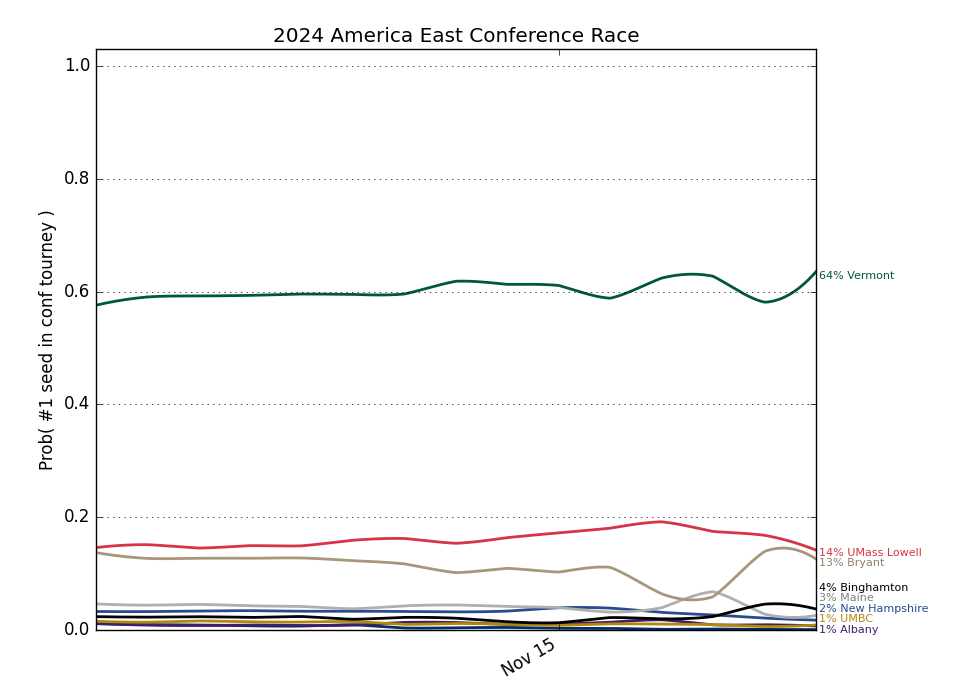 2024 America East Conference Race
Prob( #1 seed in conf tourney )
1.0
0.8
0.6
0.4
0.2
0.0
64% Vermont
14% UMass Lowell
13% Bryant
4% Binghamton
3% Maine
2% New Hampshire
1% UMBC
1% Albany
Nov 15